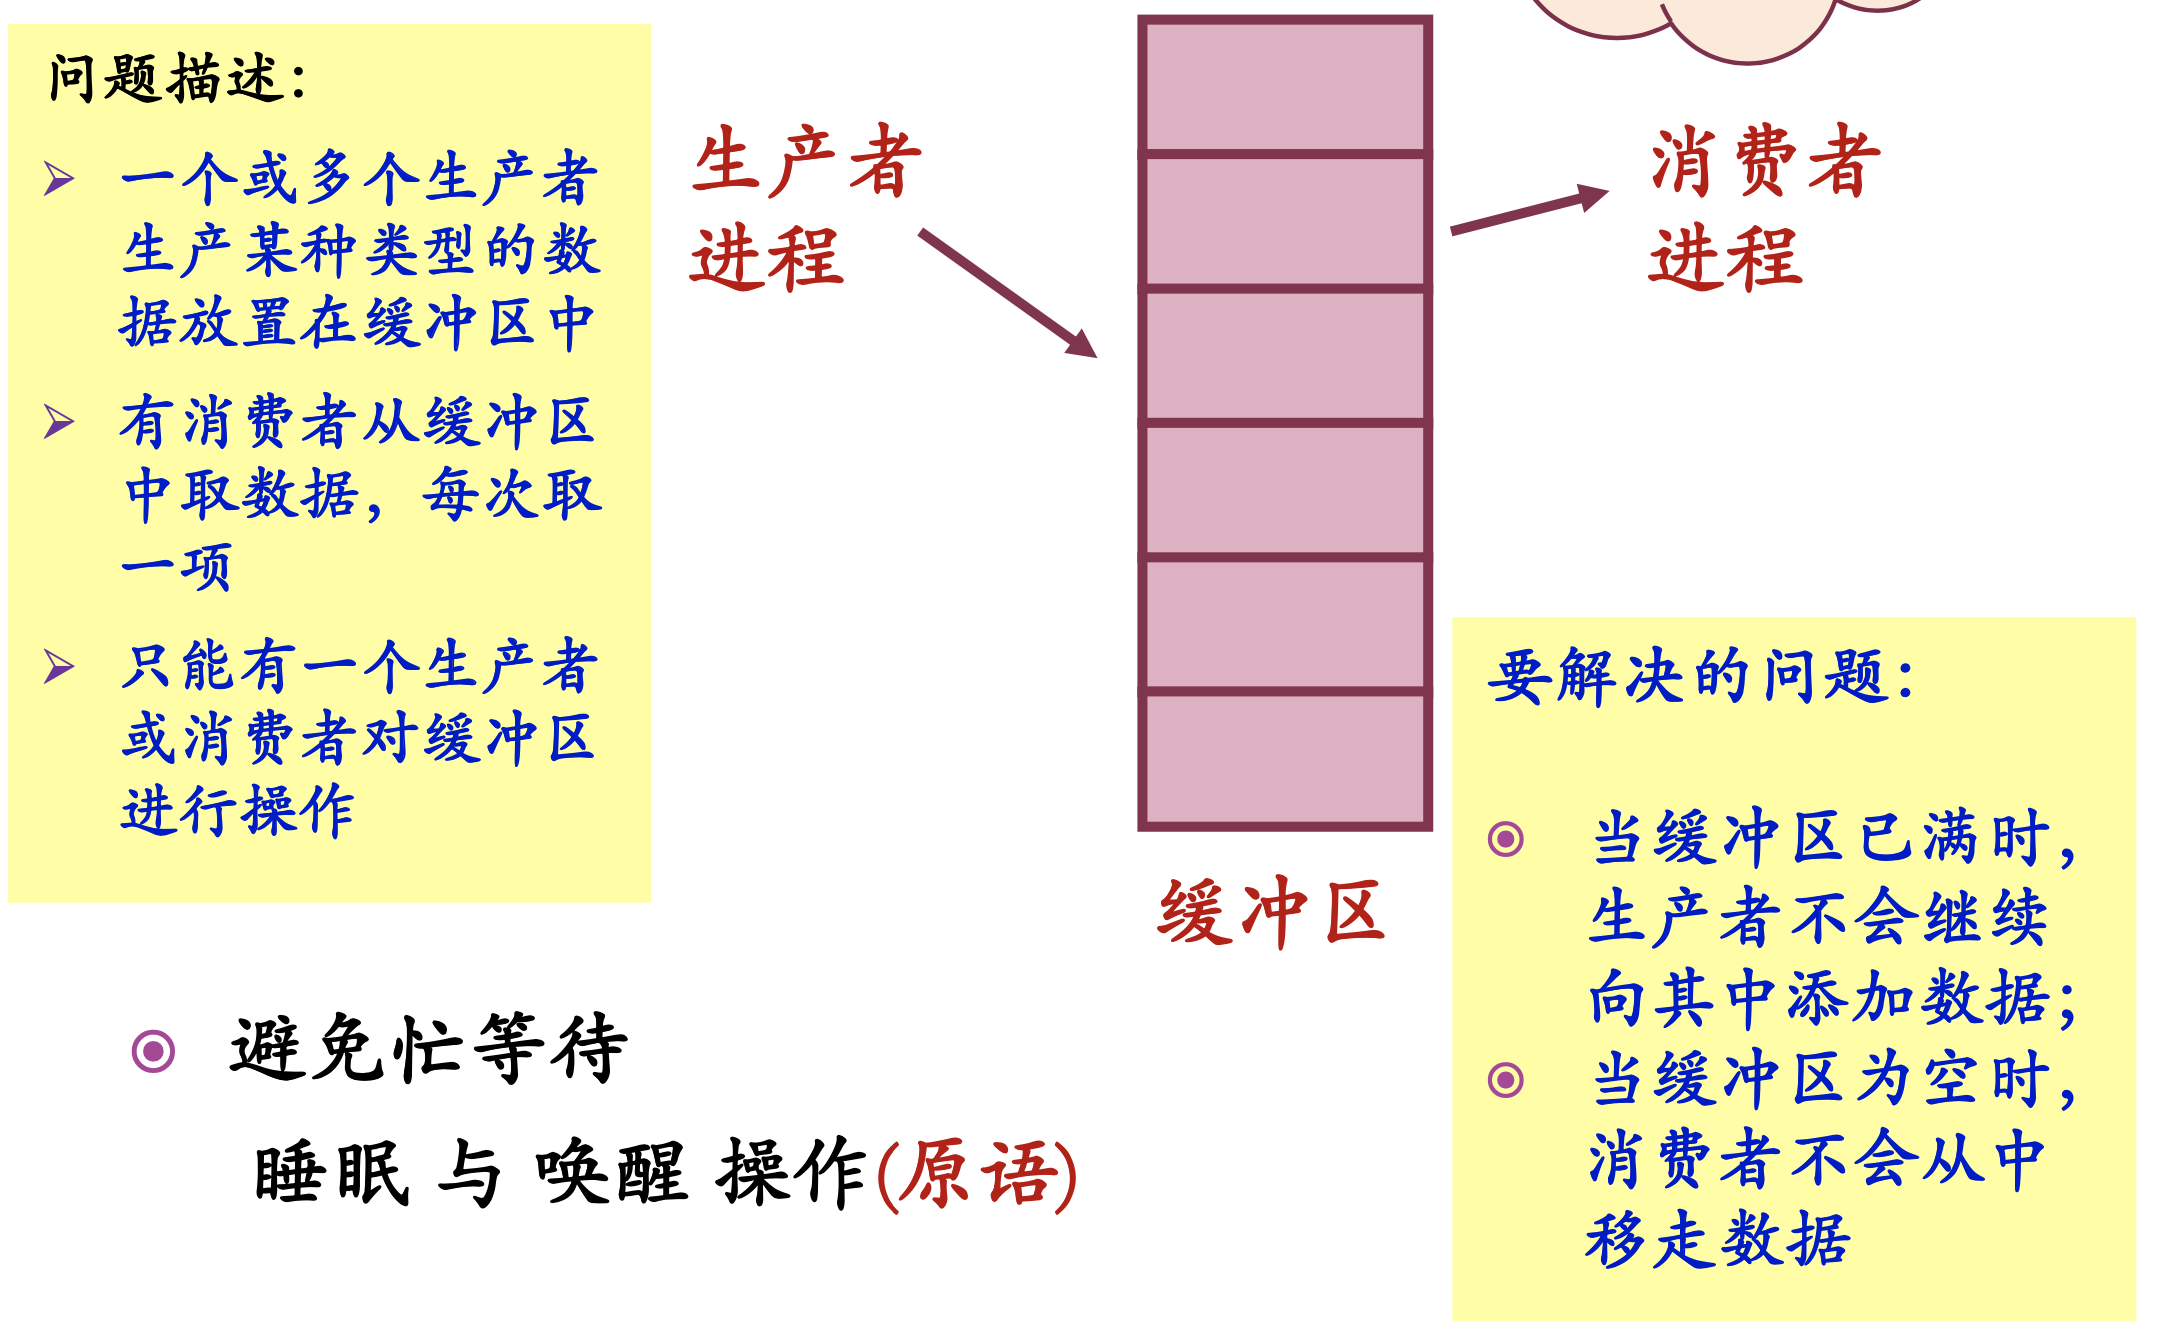 问题描述：
一个或多个生产者
生产某种类型的数
据放置在缓冲区中
有消费者从缓冲区
中取数据，每次取
一项
只能有一个生产者
或消费者对缓冲区
进行操作
生产者
进程
消费者
进程
缓冲区
要解决的问题：
当缓冲区已满时，
生产者不会继续
向其中添加数据；
当缓冲区为空时，
消费者不会从中
移走数据
避免忙等待
睡眠 与 唤醒 操作(原语)